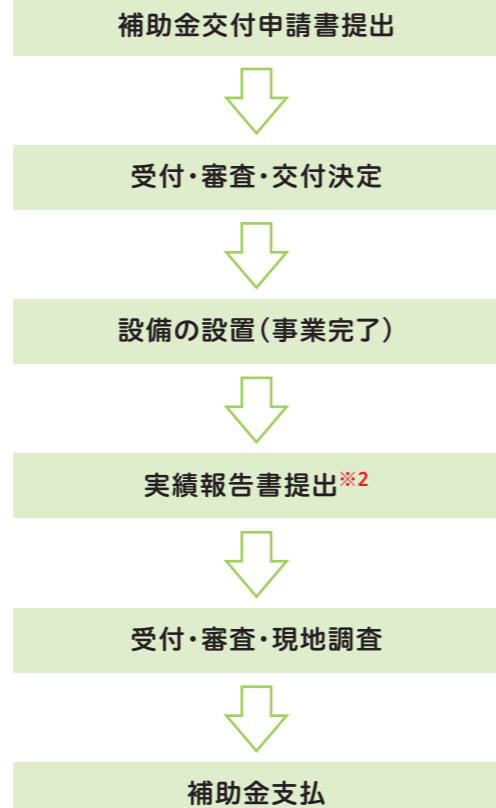 補助金交付申請書提出
受付・審査・交付決定
設備の設置（事業完了）
実績報告書提出※2
受付・審査・現地調査
補助金支払